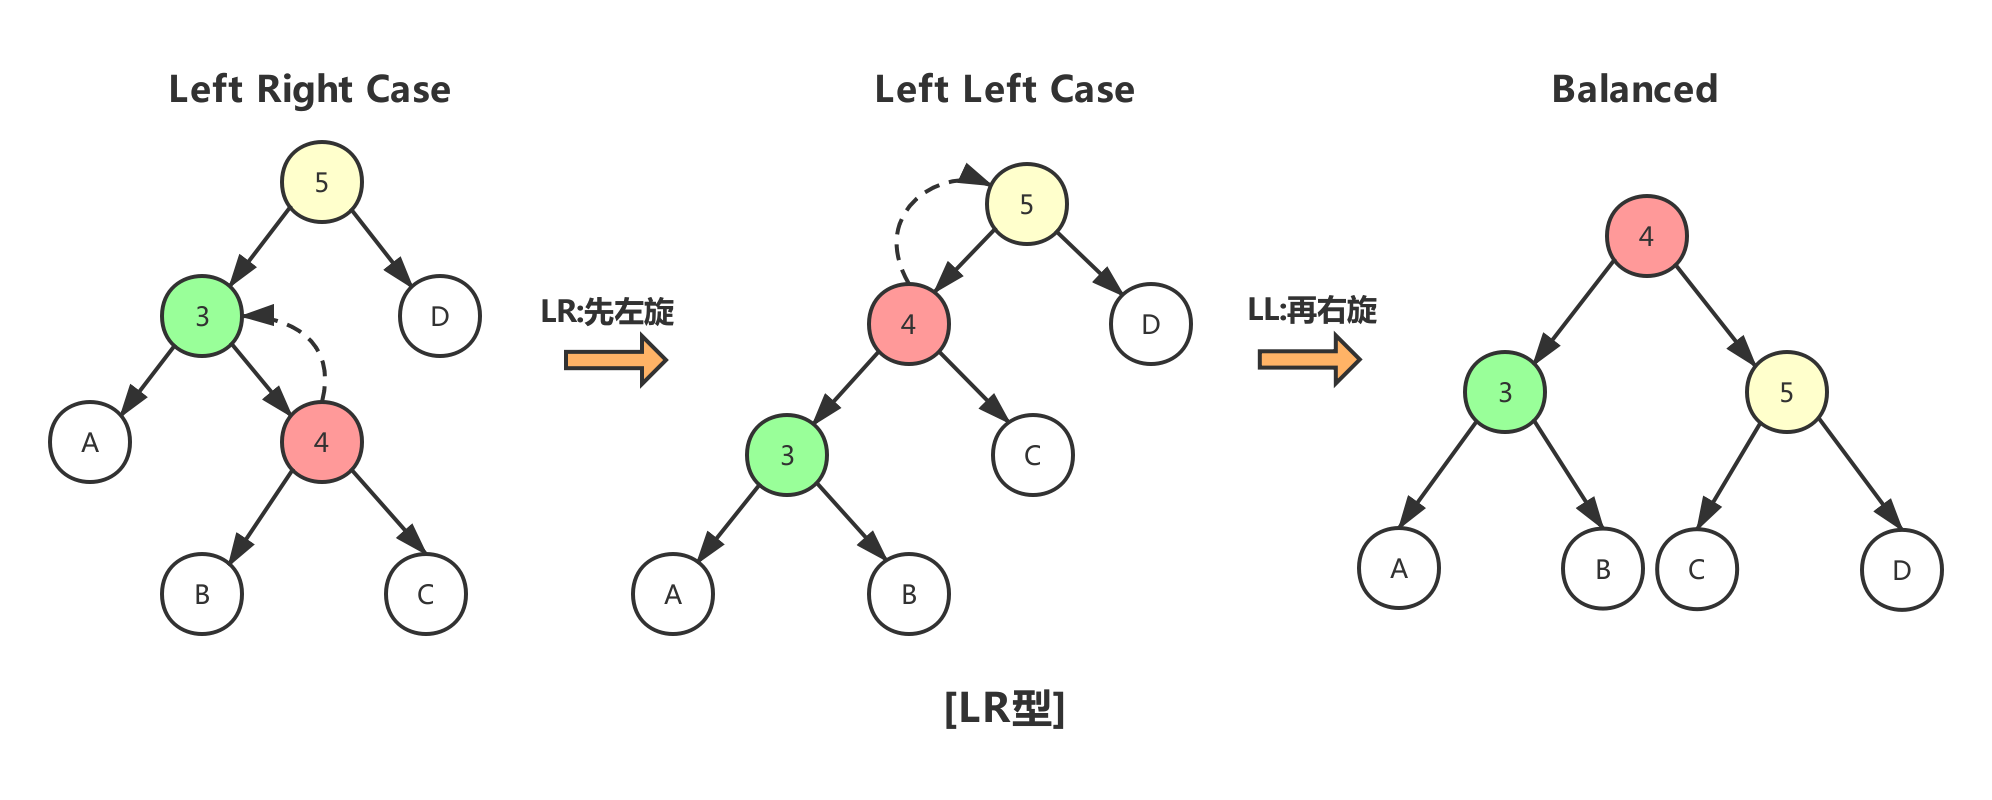 Left Right Case
5
3
D
A
4
B
C
LR:先左旋
Left Left Case
5
4
D
3
C
A
B
LL:再右旋
Balanced
4
3
5
A
B
C
D
[LR型]